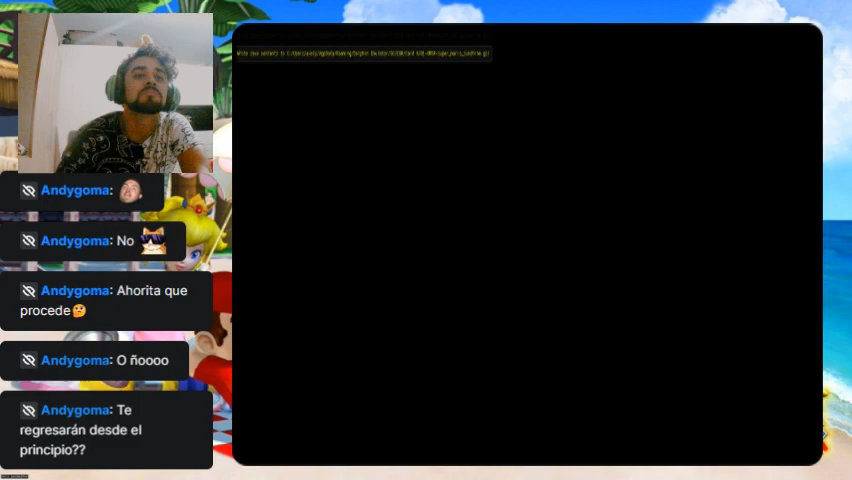 Andygoma:
Andygoma: No
Andygoma: Ahorita que
procede🤔
Andygoma: O ñoooo
Andygoma: Te
regresarán desde el
principio??